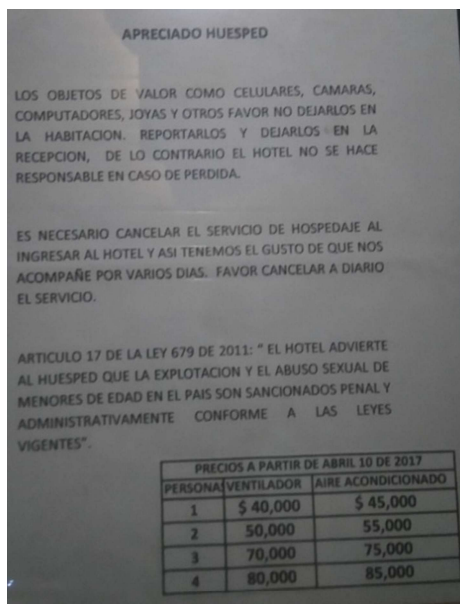 APRECIADO HUESPED
LOS OBJETOS DE VALOR COMO CELULARES, CAMARAS,
COMPUTADORES, JOYAS Y OTROS FAVOR NO DEJARLOS EN
LA HABITACION. REPORTARLOS Y DEJARLOS EN LA
RECEPCION, DE LO CONTRARIO EL HOTEL NO SE HACE
RESPONSABLE EN CASO DE PERDIDA.
ES NECESARIO CANCELAR EL SERVICIO DE HOSPEDAJE AL
INGRESAR AL HOTEL Y ASI TENEMOS EL GUSTO DE QUE NOS
ACOMPAÑE POR VARIOS DIAS. FAVOR CANCELAR A DIARIO
EL SERVICIO.
ARTICULO 17 DE LA LEY 679 DE 2011: " EL HOTEL ADVIERTE
AL HUESPED QUE LA EXPLOTACION Y EL ABUSO SEXUAL DE
MENORES DE EDAD EN EL PAIS SON SANCIONADOS PENAL Y
ADMINISTRATIVAMENTE CONFORME A LAS LEYES
VIGENTES".
PRECIOS A PARTIR DE ABRIL 10 DE 2017
PERSONAS VENTILADOR AIRE ACONDICIONADO
1 $ 40,000 $ 45,000
2 50,000 55,000
3 70,000 75,000
4 80,000 85,000